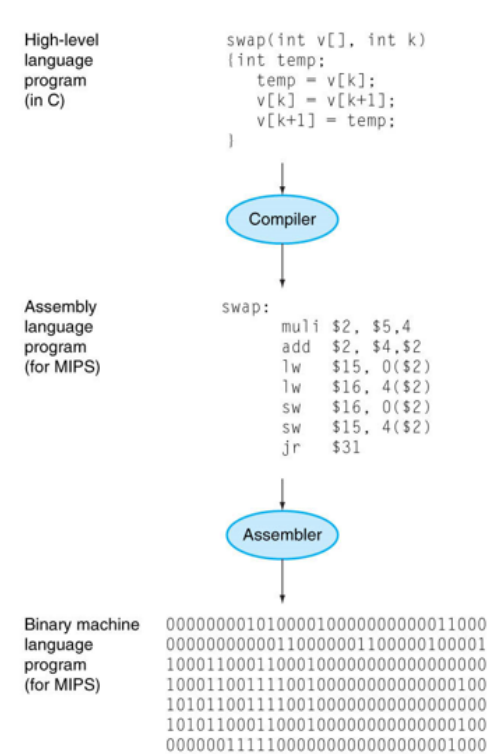 High-level
language
program
(in C)
swap(int v[], int k)
{int temp;
temp = v[k];
v[k] = v[k+1];
v[k+1] = temp;
}
Compiler
Assembly
language
program
(for MIPS)
swap:
muli $2, $5,4
add $2, $4,$2
lw $15, 0($2)
lw $16, 4($2)
sw $16, 0($2)
sw $15, 4($2)
jr $31
Assembler
Binary machine
language
program
(for MIPS)
00000000101000010000000000011000
00000000000110000001100000100001
10001100011000100000000000000000
10001100111100100000000000000100
10101100111100100000000000000000
10101100011000100000000000000100
00000011111000000000000000001000